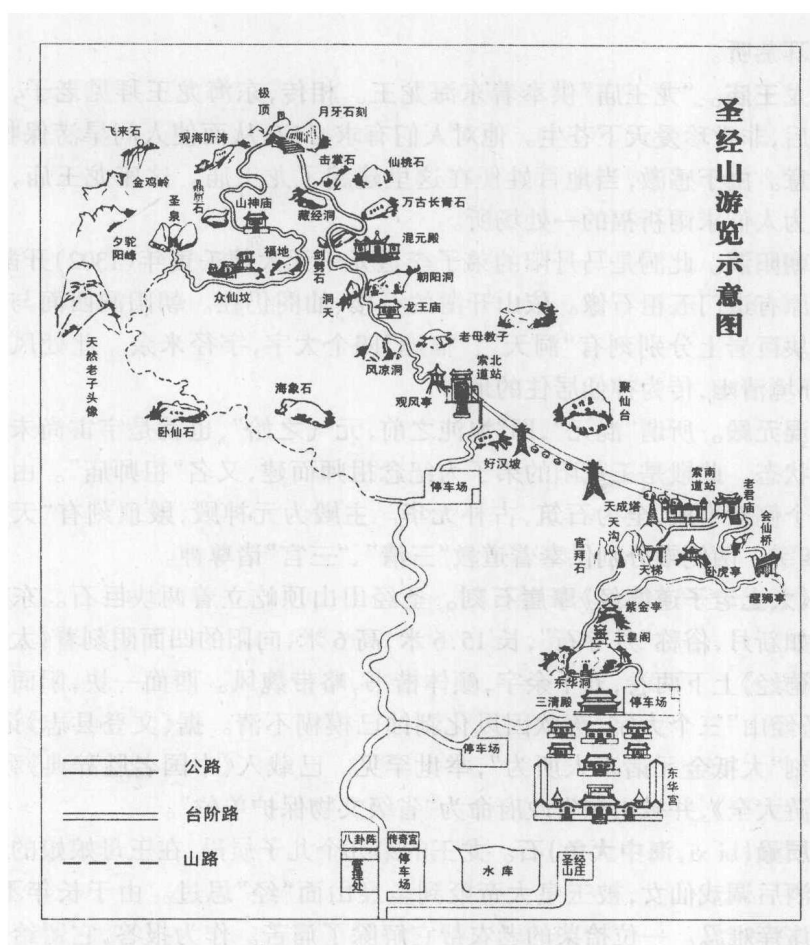 圣经山游览示意图
极顶
月牙石刻
飞来石
观海听涛
击掌石
仙桃石
金鸡岭
圣泉
山神庙
藏经洞
万古长青石
夕阳
驼峰
福地
剑劈石
混元殿
众仙坟
朝阳洞
洞天
龙王庙
天然老子头像
老母教子
风凉洞
索道北站
观风亭
聚仙台
海象石
卧仙石
好汉坡
停车场
索道南站
老君庙
天成塔
会仙桥
天沟
官拜石
天梯
卧虎亭
紫金亭
玉皇阁
东华洞
三清殿
停车场
停车场
东华宫
公路
台阶路
山路
八卦阵
传奇宫
管理处
停车场
水库
圣经山庄